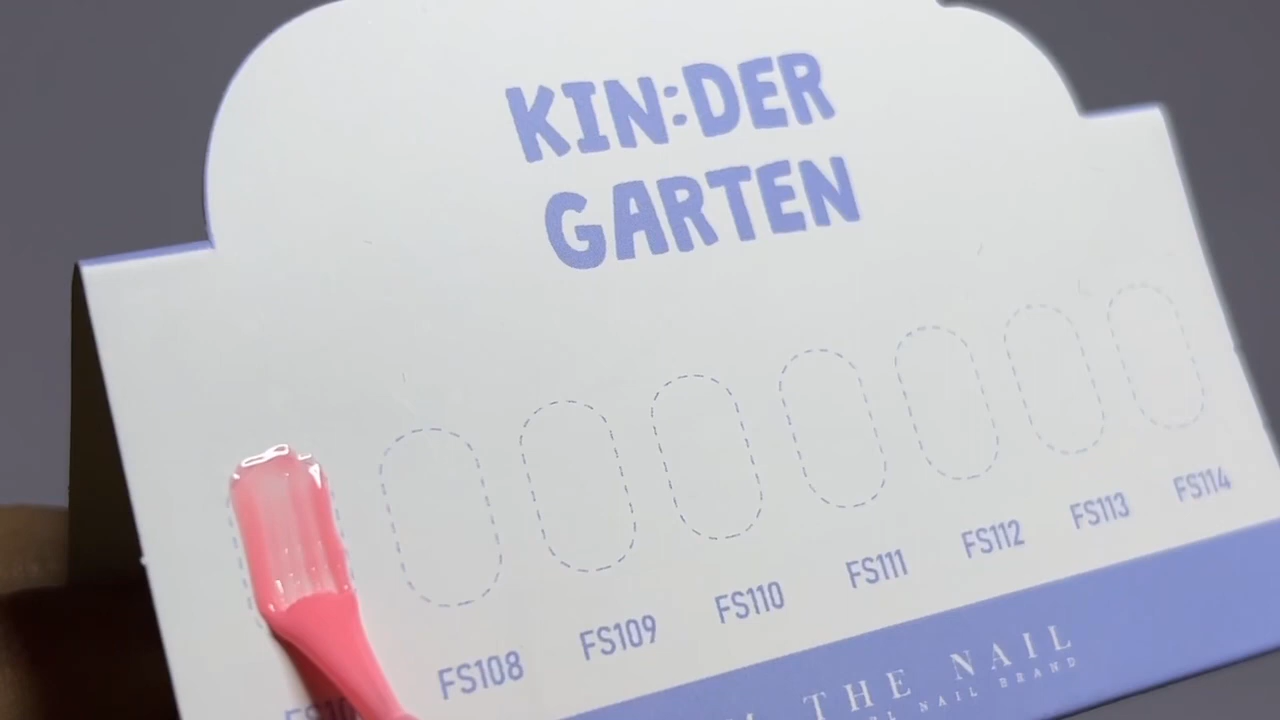 KIN:DER
GARTEN
FS108
FS109
FS110
FS111
FS112
FS113
FS114
THE NAIL
NAIL BRAND